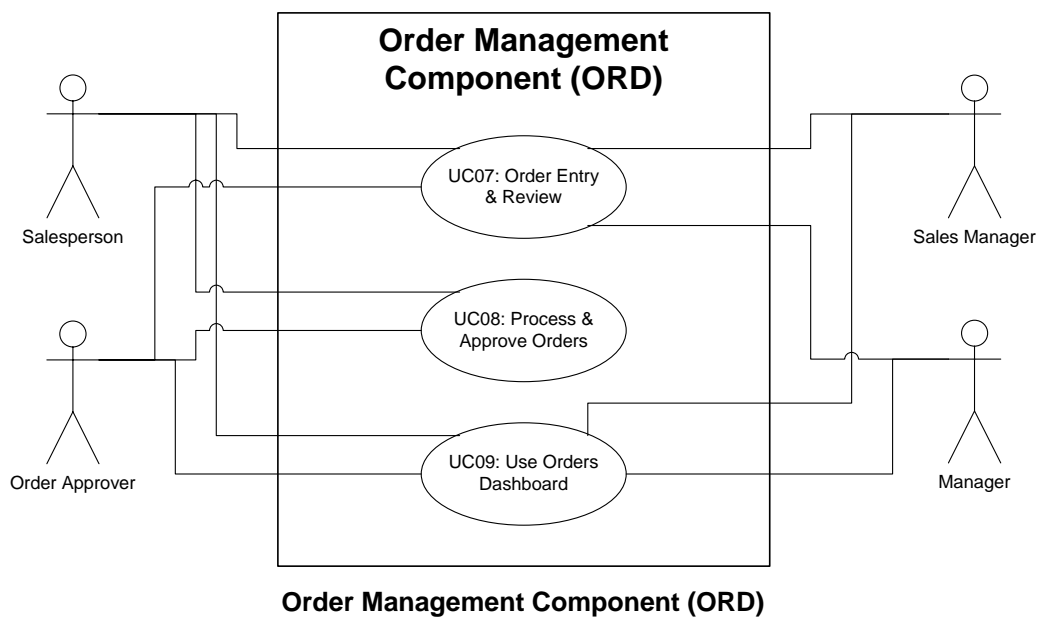 Order Management
Component (ORD)
UC07: Order Entry
& Review
Salesperson
Sales Manager
UC08: Process &
Approve Orders
UC09: Use Orders
Dashboard
Order Approver
Manager
Order Management Component (ORD)